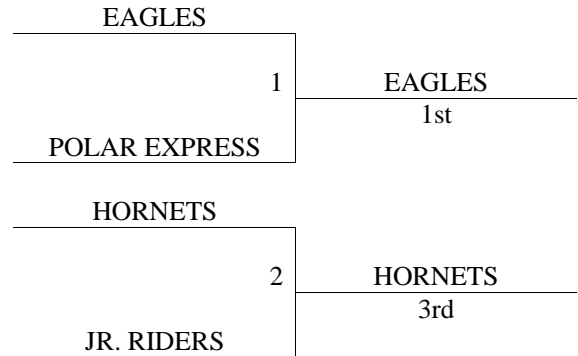 EAGLES
1
EAGLES
1st
POLAR EXPRESS
HORNETS
2
HORNETS
3rd
JR. RIDERS